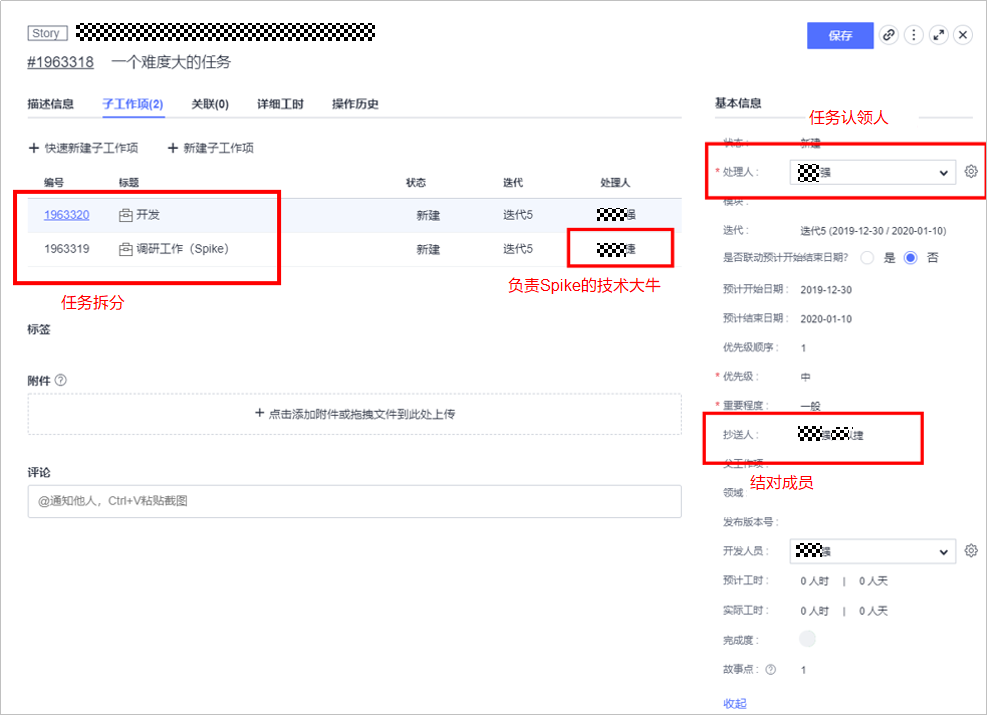 Story
保存
#1963318 一个难度大的任务
描述信息 子工作项(2) 关联(0) 详细工时 操作历史
+ 快速新建子工作项 + 新建子工作项
编号 标题 状态 迭代 处理人
1963320 开发 新建 迭代5 强
1963319 调研工作（Spike） 新建 迭代5
任务拆分
负责Spike的技术大牛
标签
附件 ?
+ 点击添加附件或拖拽文件到此处上传
评论
@通知他人，Ctrl+V粘贴截图
基本信息
任务认领人
状态： 新建
* 处理人： 强
模块：
迭代： 迭代5 (2019-12-30 / 2020-01-10)
是否联动预计开始结束日期？ 是 否
预计开始日期： 2019-12-30
预计结束日期： 2020-01-10
优先级顺序： 1
* 优先级： 中
* 重要程度： 一般
抄送人： 强 捷
父工作项：
结对成员
领域
发布版本号：
开发人员： 强
预计工时： 0 人时 | 0 人天
实际工时： 0 人时 | 0 人天
完成度：
故事点： ? 1
收起